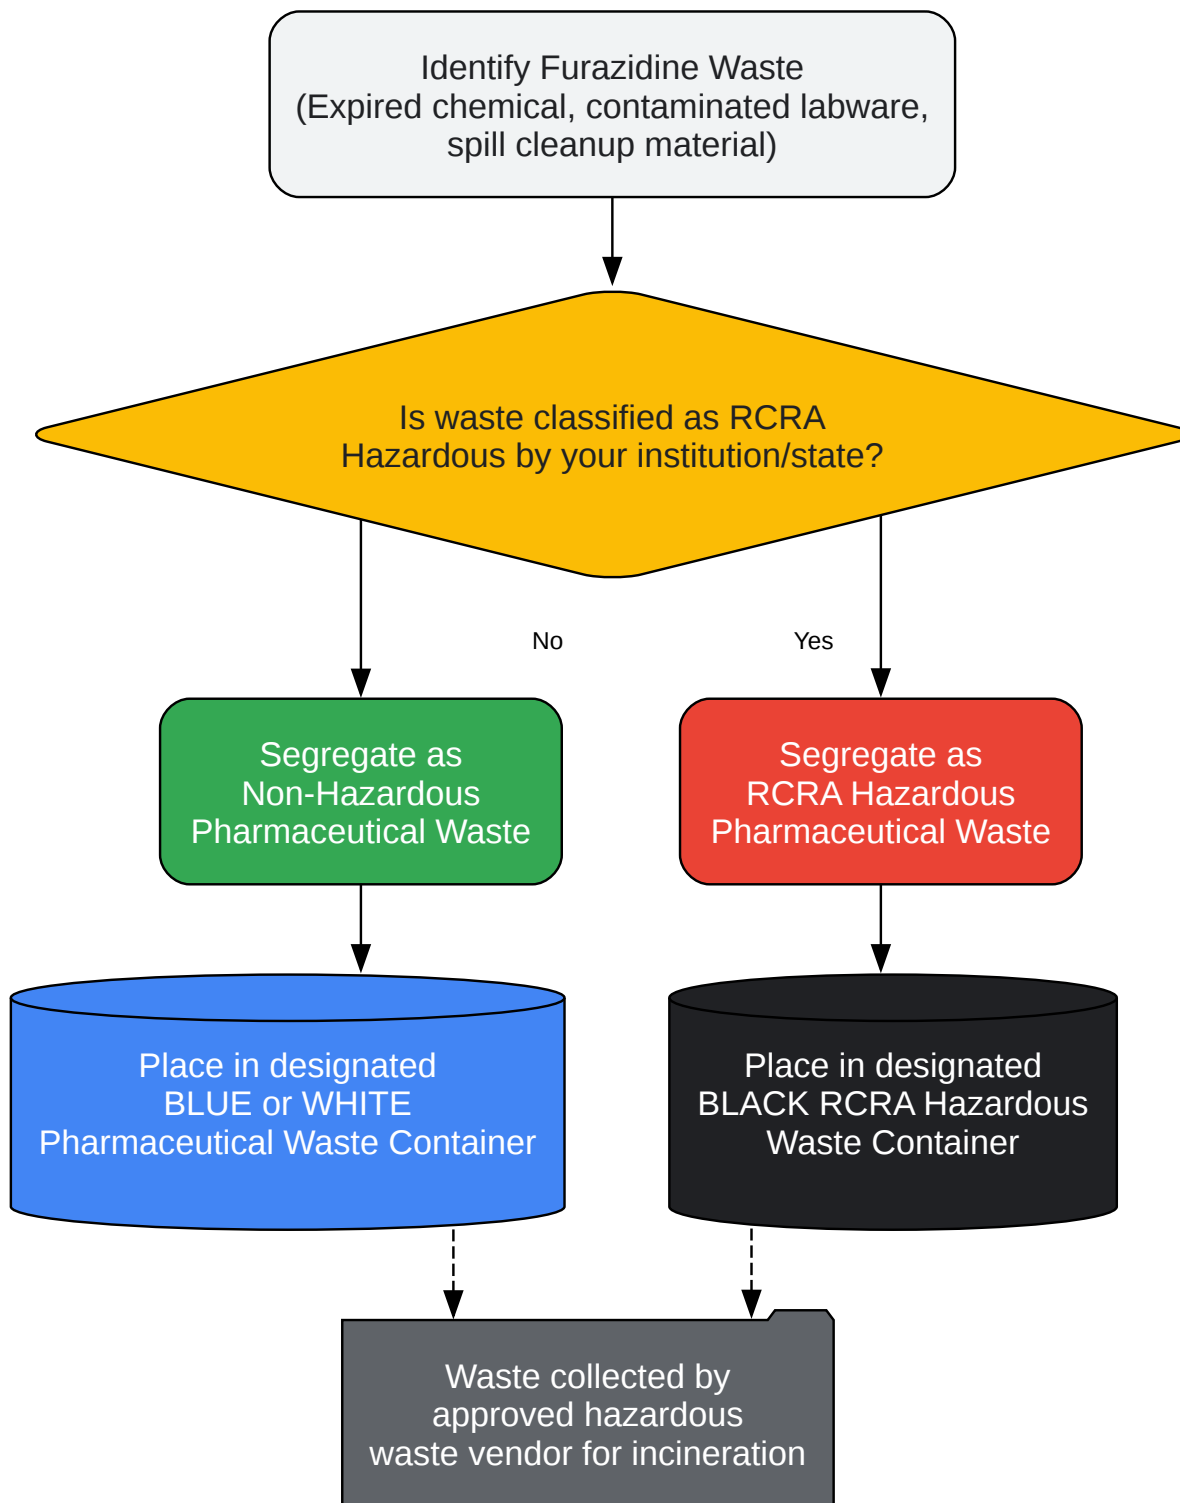 Identify Furazidine Waste
(Expired chemical, contaminated labware,
spill cleanup material)
Is waste classified as RCRA
Hazardous by your institution/state?
No
Yes
Segregate as
Non-Hazardous
Pharmaceutical Waste
Segregate as
RCRA Hazardous
Pharmaceutical Waste
Place in designated
BLUE or WHITE
Pharmaceutical Waste Container
Place in designated
BLACK RCRA Hazardous
Waste Container
Waste collected by
approved hazardous
waste vendor for incineration